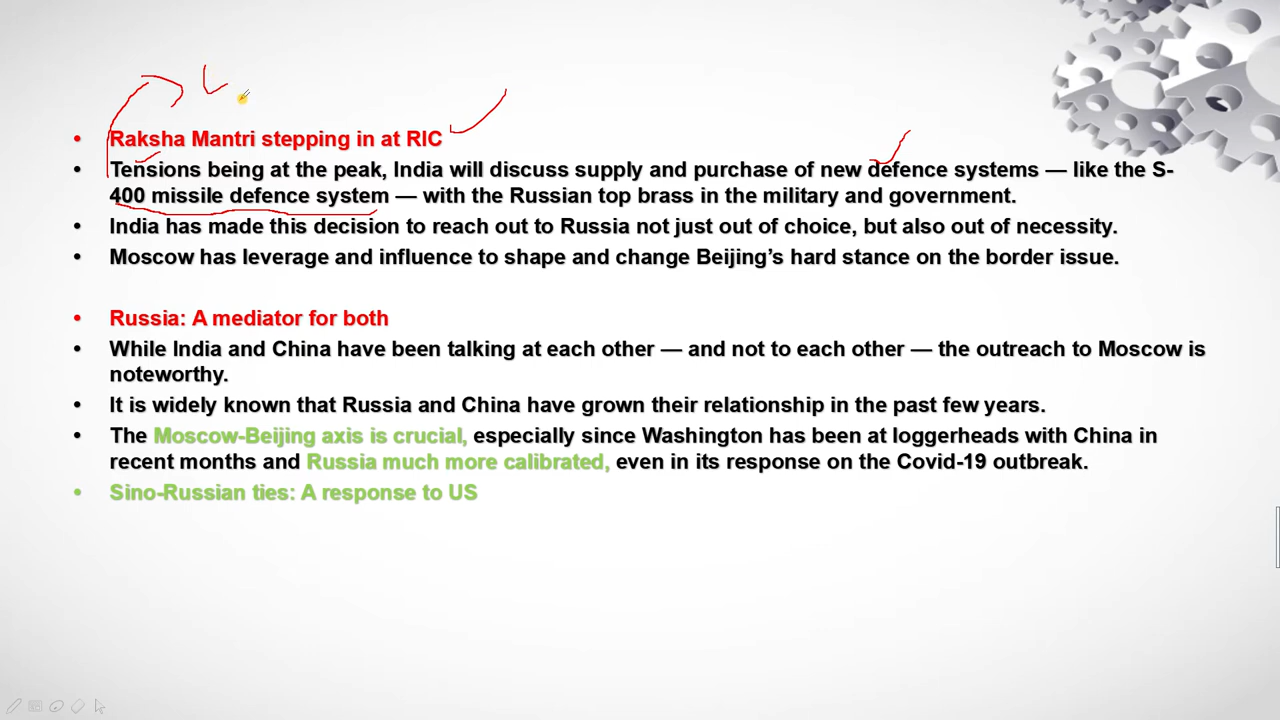 • Raksha Mantri stepping in at RIC
• Tensions being at the peak, India will discuss supply and purchase of new defence systems — like the S-
400 missile defence system — with the Russian top brass in the military and government.
• India has made this decision to reach out to Russia not just out of choice, but also out of necessity.
• Moscow has leverage and influence to shape and change Beijing’s hard stance on the border issue.
• Russia: A mediator for both
• While India and China have been talking at each other — and not to each other — the outreach to Moscow is
noteworthy.
• It is widely known that Russia and China have grown their relationship in the past few years.
• The Moscow-Beijing axis is crucial, especially since Washington has been at loggerheads with China in
recent months and Russia much more calibrated, even in its response on the Covid-19 outbreak.
• Sino-Russian ties: A response to US